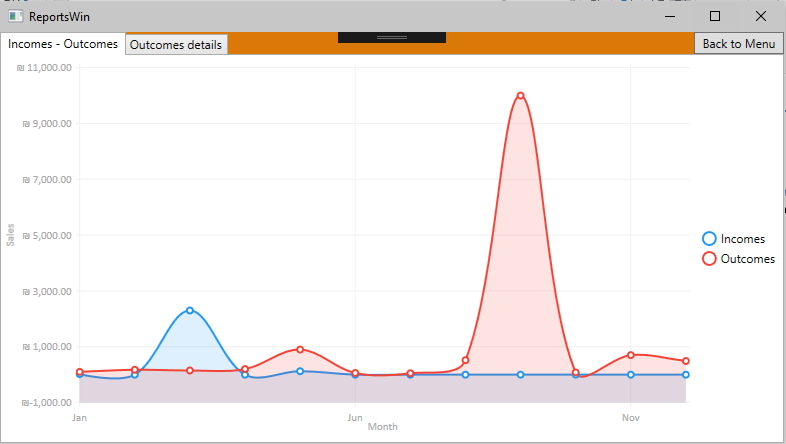 ReportsWin
Incomes - Outcomes
Outcomes details
Back to Menu
₪ 11,000.00
₪ 9,000.00
₪ 7,000.00
₪ 5,000.00
₪ 3,000.00
₪ 1,000.00
₪-1,000.00
Sales
Jan
Jun
Nov
Month
Incomes
Outcomes